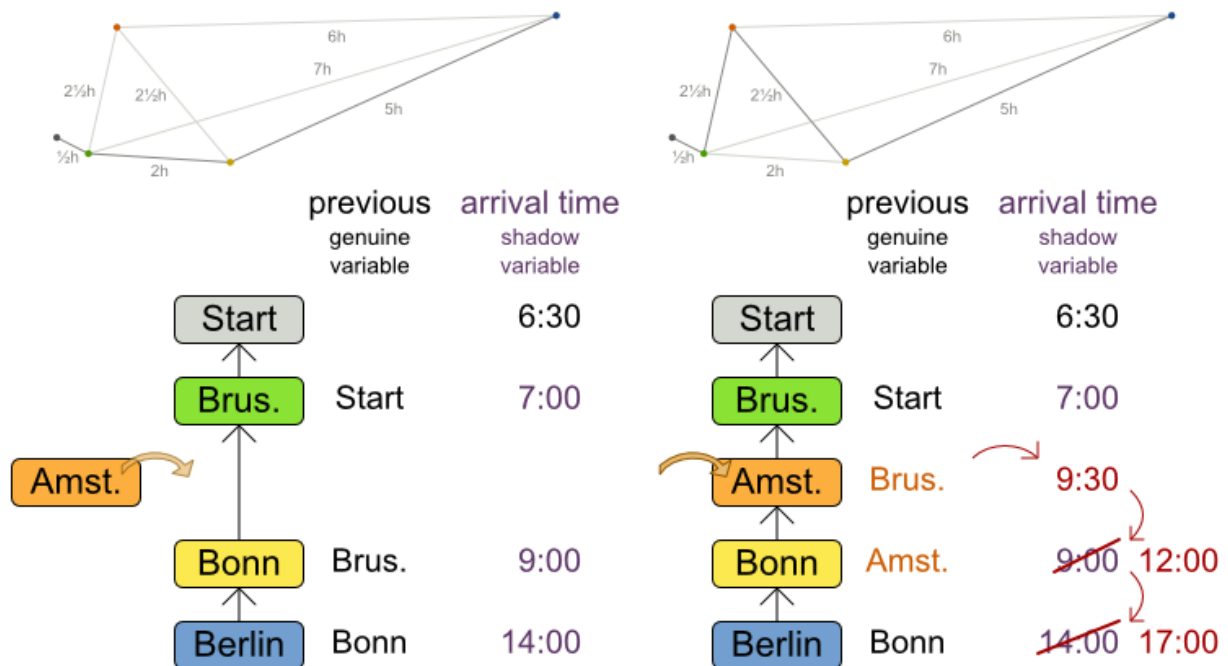 6h
7h
2½h
2½h
5h
½h
2h
previous arrival time
genuine shadow
variable variable
Start 6:30
Brus. Start 7:00
Amst.
Bonn Brus. 9:00
Berlin Bonn 14:00
6h
7h
2½h
2½h
5h
½h
2h
previous arrival time
genuine shadow
variable variable
Start 6:30
Brus. Start 7:00
Amst. Brus. 9:30
Bonn Amst. 9:00 12:00
Berlin Bonn 14:00 17:00